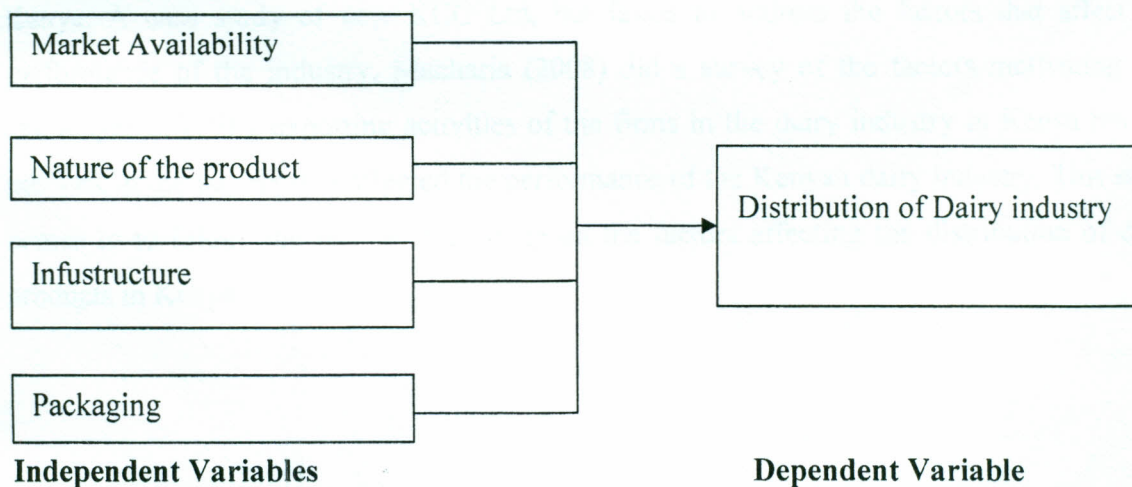 Market Availability
Nature of the product
Distribution of Dairy industry
Infustructure
Packaging
Independent Variables
Dependent Variable